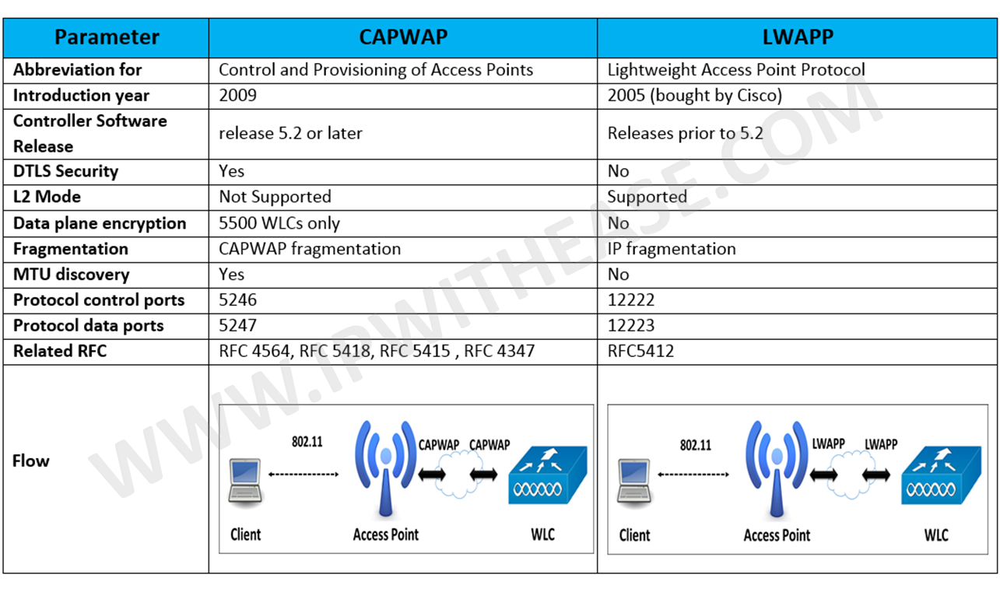 Parameter CAPWAP LWAPP
Abbreviation for Control and Provisioning of Access Points Lightweight Access Point Protocol
Introduction year 2009 2005 (bought by Cisco)
Controller Software
Release release 5.2 or later Releases prior to 5.2
DTLS Security Yes No
L2 Mode Not Supported Supported
Data plane encryption 5500 WLCs only No
Fragmentation CAPWAP fragmentation IP fragmentation
MTU discovery Yes No
Protocol control ports 5246 12222
Protocol data ports 5247 12223
Related RFC RFC 4564, RFC 5418, RFC 5415 , RFC 4347 RFC5412
Flow
802.11 CAPWAP CAPWAP
Client Access Point WLC
802.11 LWAPP LWAPP
Client Access Point WLC
WWW.IPWITHEASE.COM